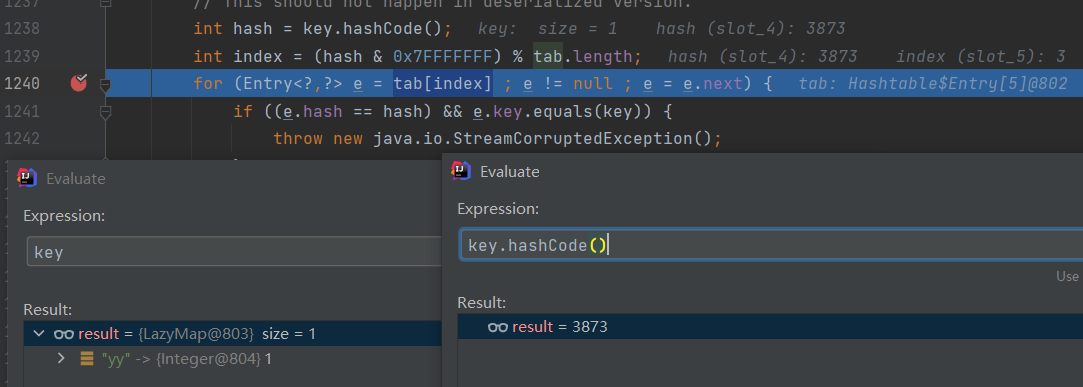 1237 // This should not happen in deserialized version.
1238 int hash = key.hashCode(); key: size = 1 hash (slot_4): 3873
1239 int index = (hash & 0x7FFFFFFF) % tab.length; hash (slot_4): 3873 index (slot_5): 3
1240 for (Entry<?,?> e = tab[index] ; e != null ; e = e.next) { tab: Hashtable$Entry[5]@802
1241 if ((e.hash == hash) && e.key.equals(key)) {
1242 throw new java.io.StreamCorruptedException();
Evaluate
Expression:
key
Result:
result = {LazyMap@803} size = 1
"yy" -> {Integer@804} 1
Evaluate
Expression:
key.hashCode()
Use
Result:
result = 3873